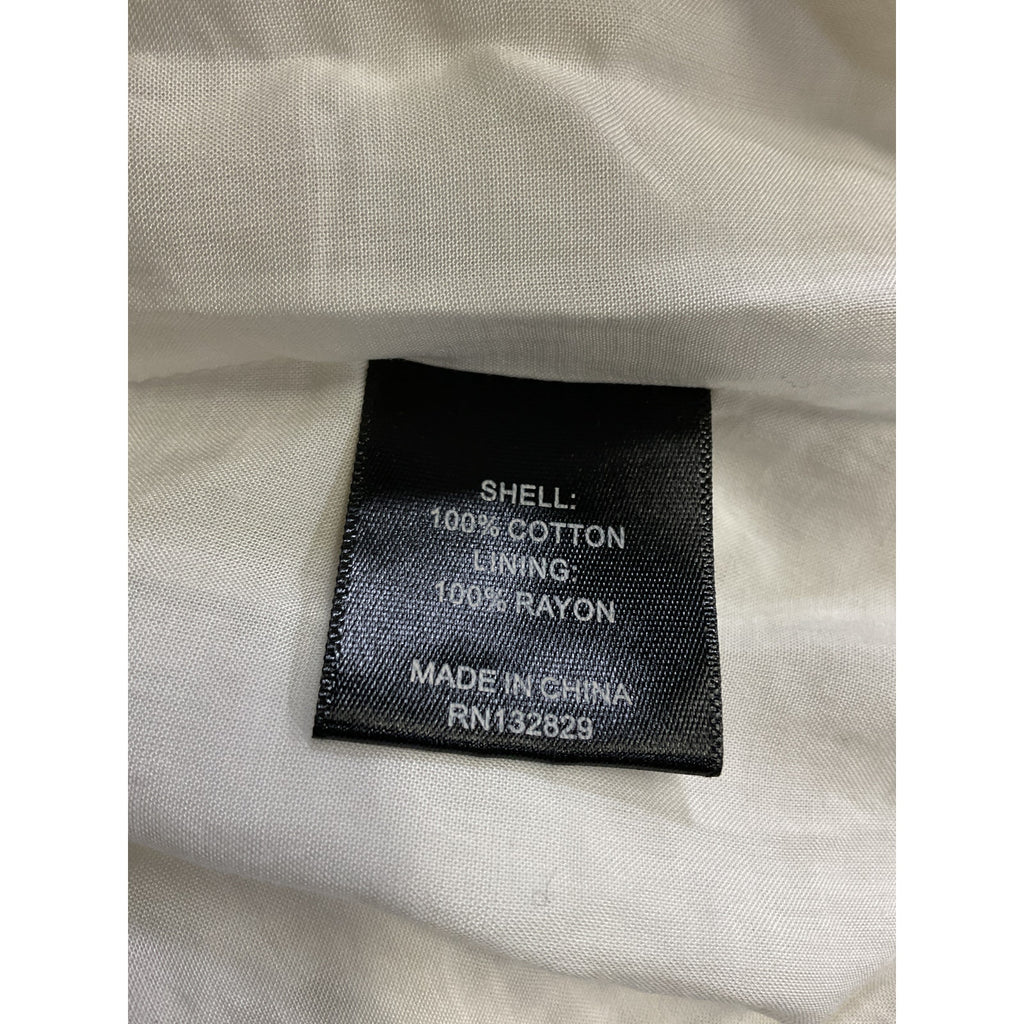 SHELL:
100% COTTON
LINING:
100% RAYON
MADE IN CHINA
RN132829